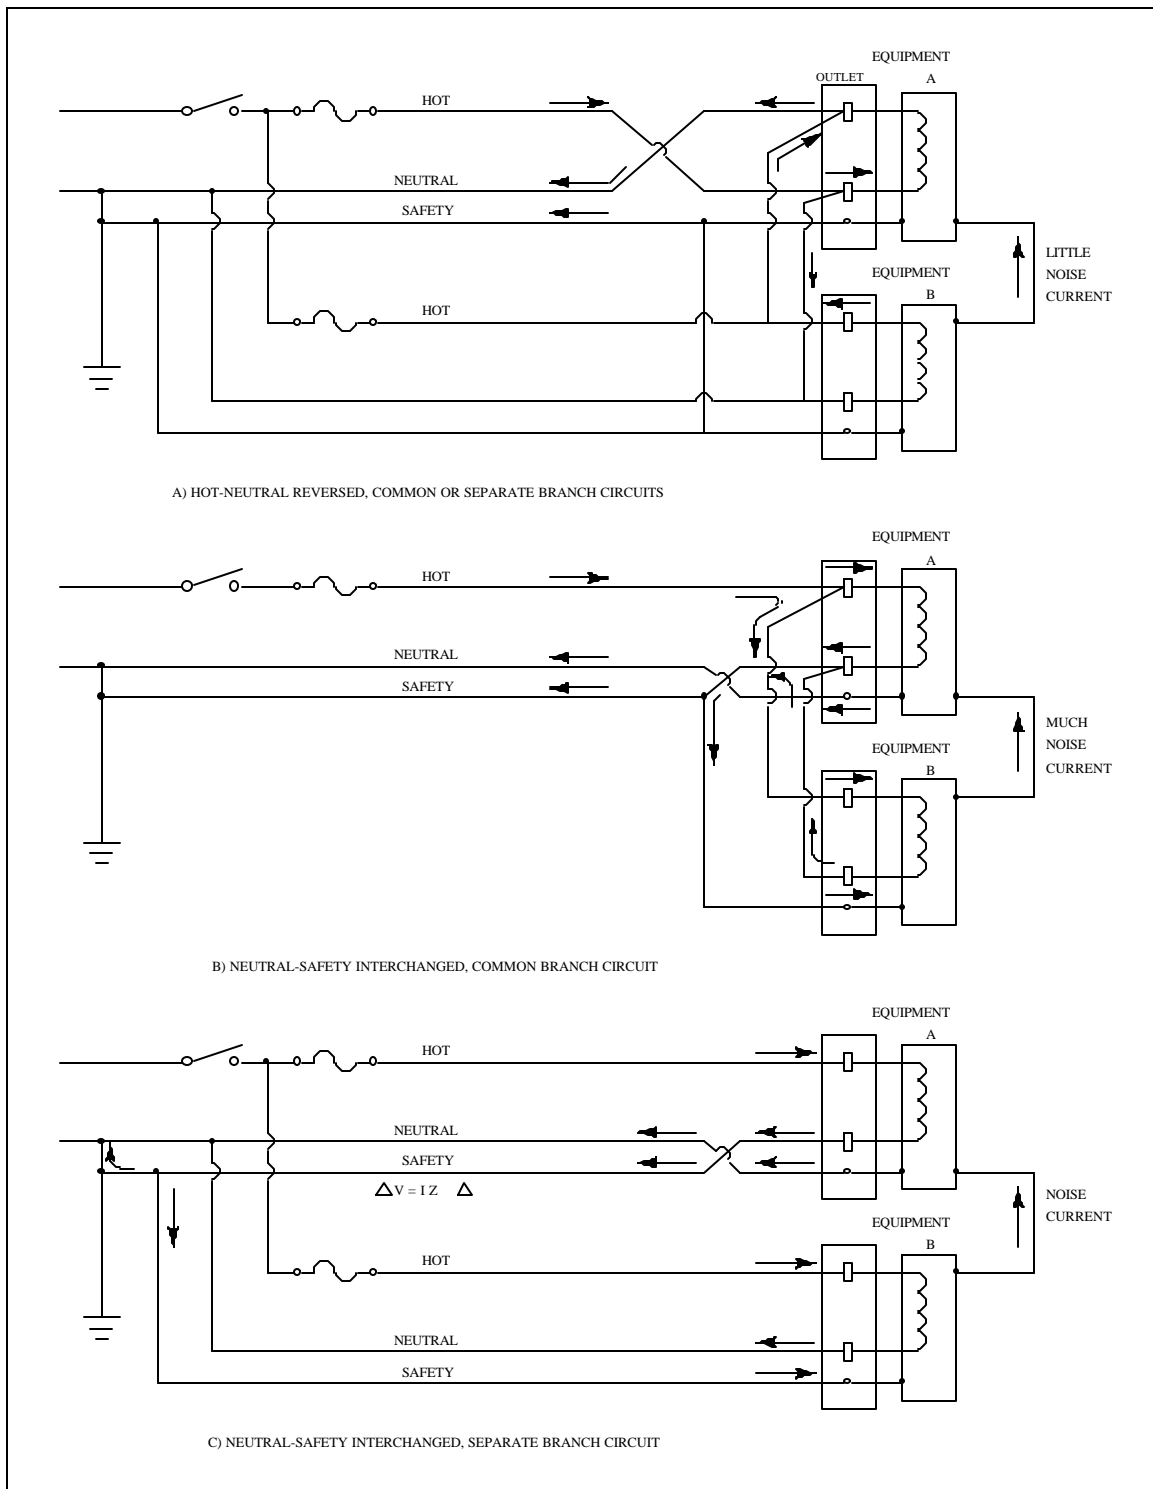 EQUIPMENT
OUTLET
A
HOT
NEUTRAL
SAFETY
LITTLE
NOISE
CURRENT
EQUIPMENT
B
HOT
A) HOT-NEUTRAL REVERSED, COMMON OR SEPARATE BRANCH CIRCUITS
EQUIPMENT
A
HOT
NEUTRAL
SAFETY
MUCH
NOISE
CURRENT
EQUIPMENT
B
B) NEUTRAL-SAFETY INTERCHANGED, COMMON BRANCH CIRCUIT
EQUIPMENT
A
HOT
NEUTRAL
SAFETY
△ V = I Z △
NOISE
CURRENT
EQUIPMENT
B
HOT
NEUTRAL
SAFETY
C) NEUTRAL-SAFETY INTERCHANGED, SEPARATE BRANCH CIRCUIT